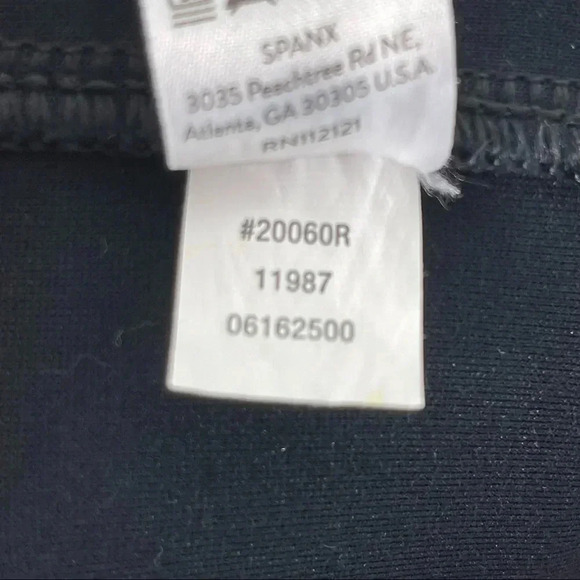 SPANX
3035 Peachtree Rd NE,
Atlanta, GA 30305 U.S.A.
RN112121
#20060R
11987
06162500